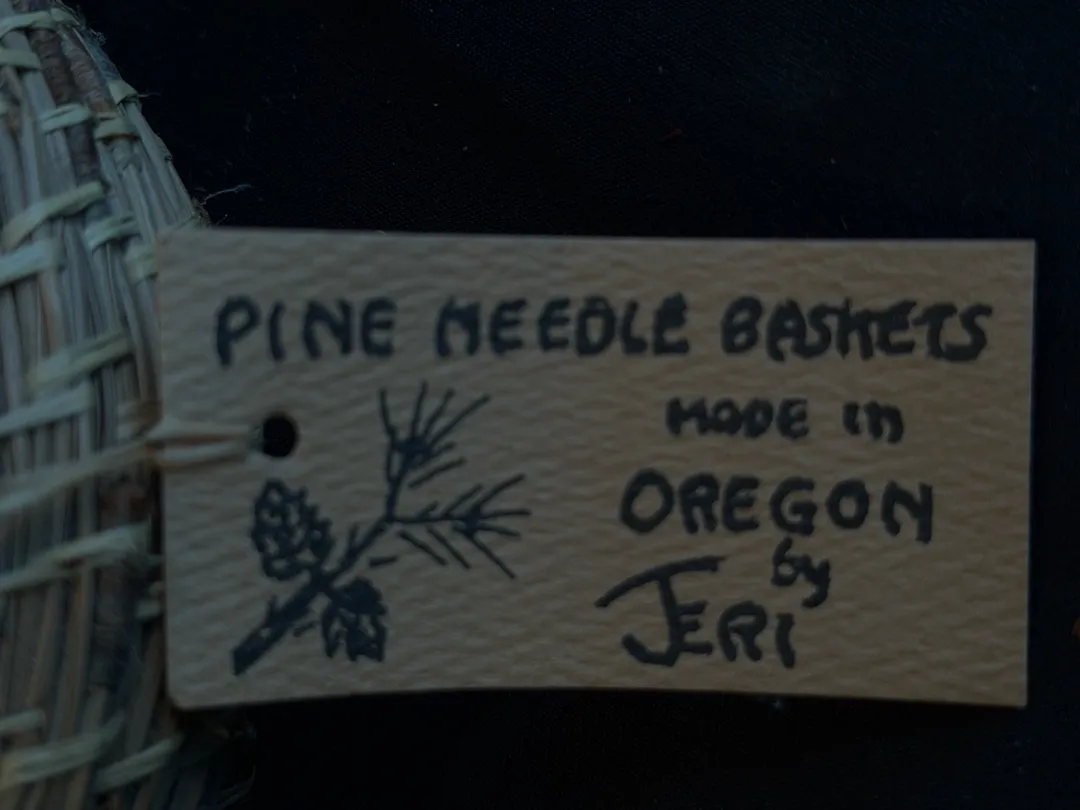 PINE NEEDLE BASKETS
MADE in
OREGON
by
JERI